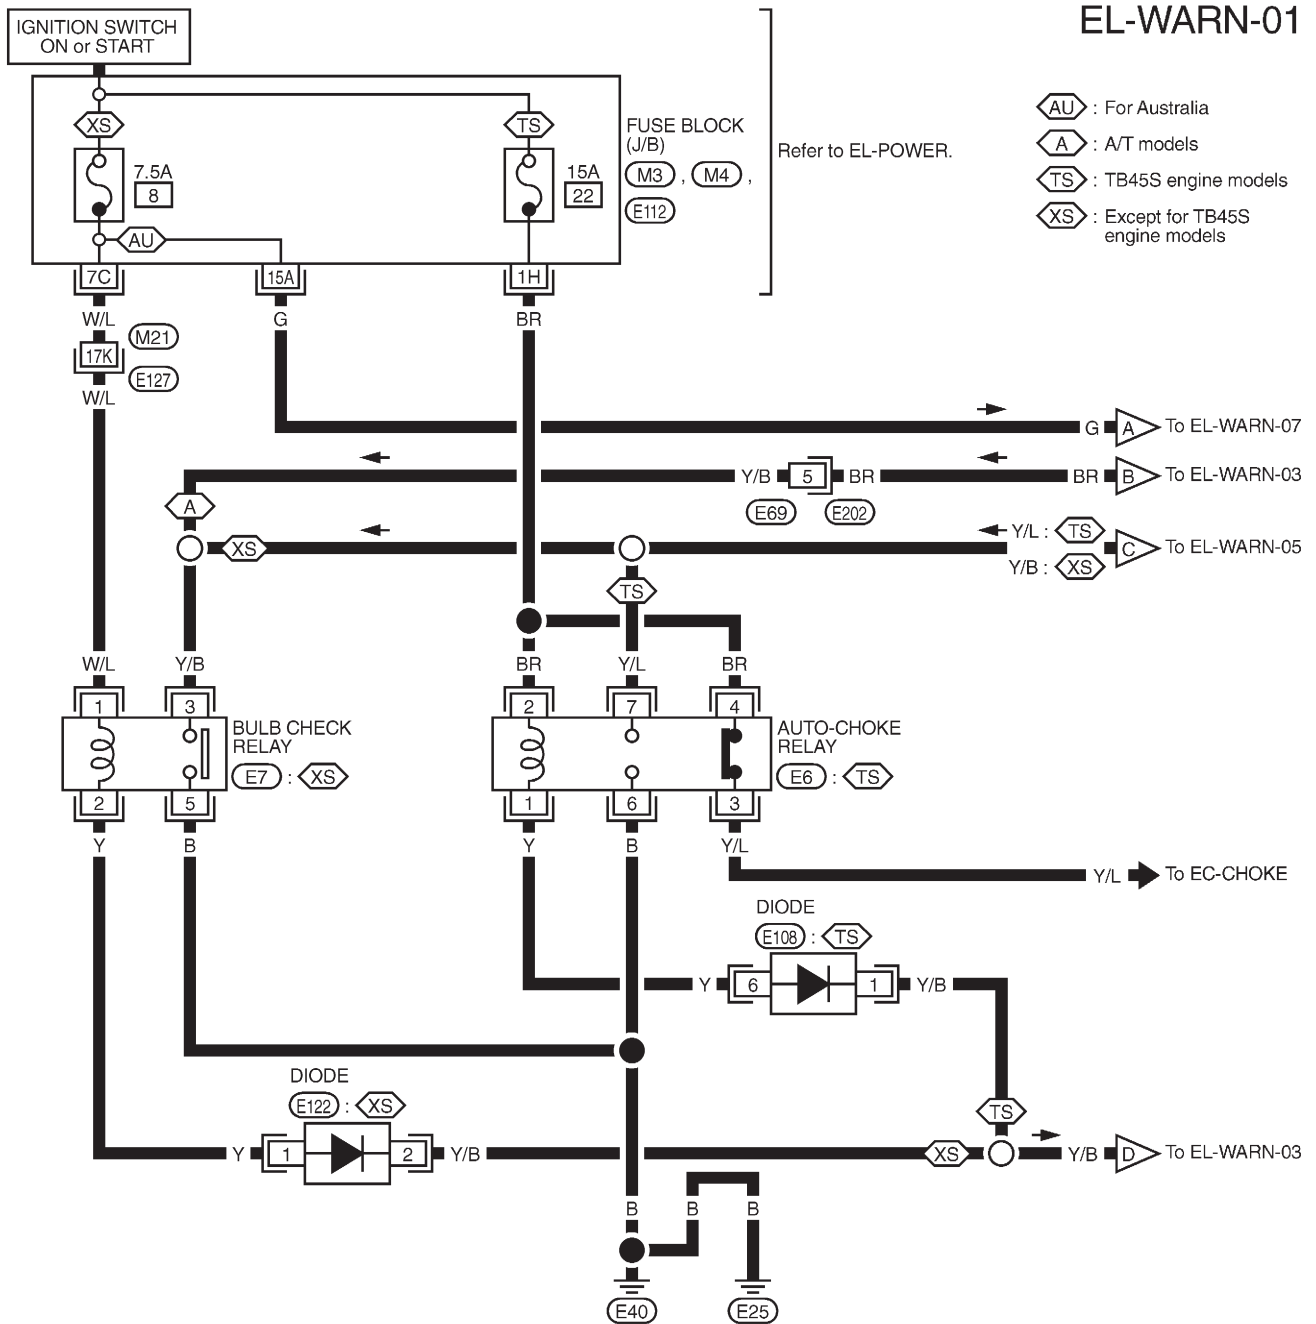 EL-WARN-01
IGNITION SWITCH
ON or START
XS
TS
7.5A
8
15A
22
FUSE BLOCK
(J/B)
M3 , M4 ,
E112
Refer to EL-POWER.
AU : For Australia
A : A/T models
TS : TB45S engine models
XS : Except for TB45S
engine models
AU
7C
15A
1H
W/L
G
BR
M21
17K
E127
W/L
G A To EL-WARN-07
Y/B 5 BR
BR B To EL-WARN-03
A
E69
E202
XS
Y/L : TS
C To EL-WARN-05
Y/B : XS
TS
W/L
Y/B
BR
Y/L
BR
1
3
2
7
4
BULB CHECK
RELAY
E7 : XS
AUTO-CHOKE
RELAY
E6 : TS
2
5
1
6
3
Y
B
Y
B
Y/L
Y/L To EC-CHOKE
DIODE
E108 : TS
Y 6 1 Y/B
DIODE
E122 : XS
TS
Y 1 2 Y/B
XS
Y/B D To EL-WARN-03
B
B
B
E40
E25